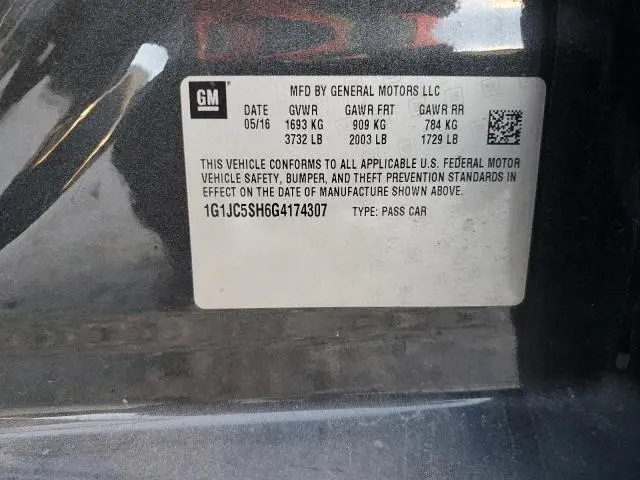 GM
MFD BY GENERAL MOTORS LLC
DATE GVWR GAWR FRT GAWR RR
05/16 1693 KG 909 KG 784 KG
3732 LB 2003 LB 1729 LB
THIS VEHICLE CONFORMS TO ALL APPLICABLE U.S. FEDERAL MOTOR
VEHICLE SAFETY, BUMPER, AND THEFT PREVENTION STANDARDS IN
EFFECT ON THE DATE OF MANUFACTURE SHOWN ABOVE.
1G1JC5SH6G4174307 TYPE: PASS CAR